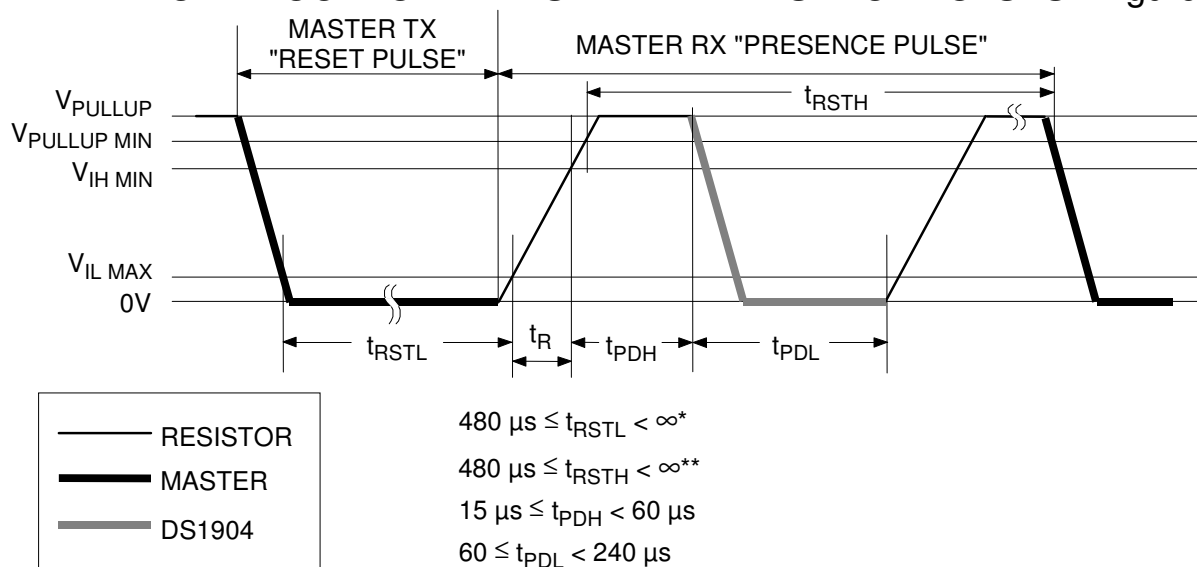 MASTER TX
"RESET PULSE"
MASTER RX "PRESENCE PULSE"
tRSTH
VPULLUP
VPULLUP MIN
VIH MIN
VIL MAX
0V
tRSTL
tR
tPDH
tPDL
RESISTOR
MASTER
DS1904
480 µs ≤ tRSTL < ∞*
480 µs ≤ tRSTH < ∞**
15 µs ≤ tPDH < 60 µs
60 ≤ tPDL < 240 µs